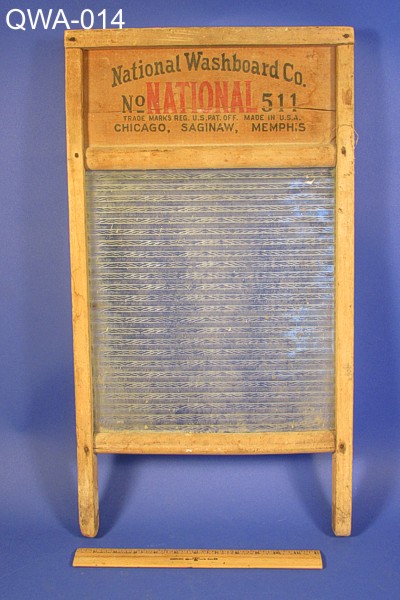 QWA-014
National Washboard Co.
No NATIONAL 511
TRADE MARKS REG. U.S. PAT. OFF. MADE IN U.S.A.
CHICAGO, SAGINAW, MEMPHIS